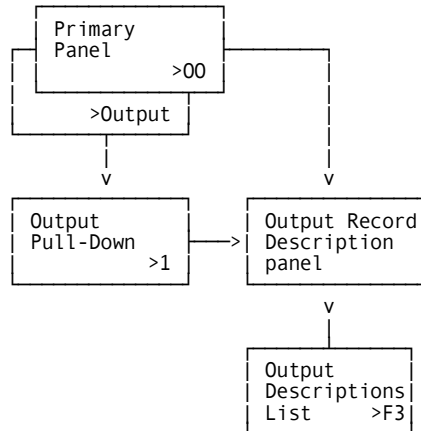 Primary
Panel
>OO
>Output
v
v
Output
Pull-Down
>1
>
Output Record
Description
panel
v
Output
Descriptions
List >F3